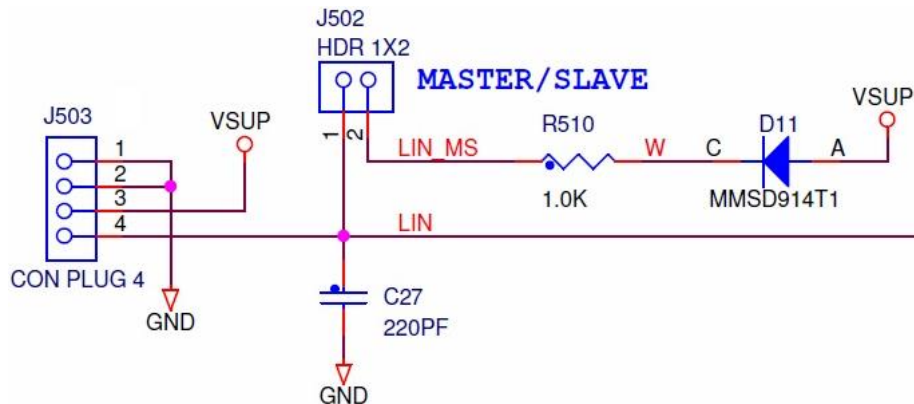 J502
HDR 1X2
MASTER/SLAVE
J503
VSUP
VSUP
1
2
3
4
1
2
LIN_MS
R510
1.0K
W
C
D11
A
MMSD914T1
LIN
CON PLUG 4
GND
C27
220PF
GND